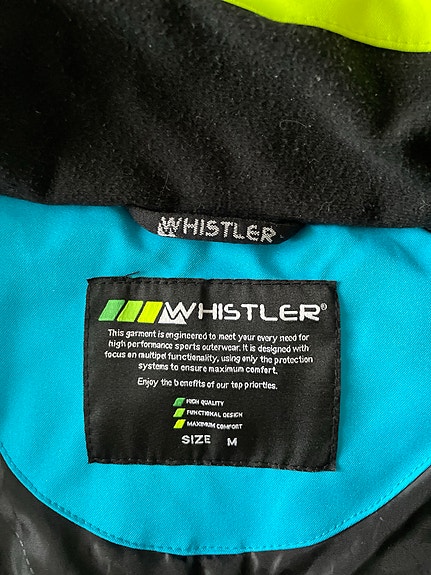 WHISTLER
WHISTLER®
This garment is engineered to meet your every need for
high performance sports outerwear. It is designed with
focus on multipel functionality, using only the protection
systems to ensure maximum comfort.
Enjoy the benefits of our top priorties.
HIGH QUALITY
FUNCTIONAL DESIGN
MAXIMUM COMFORT
SIZE M